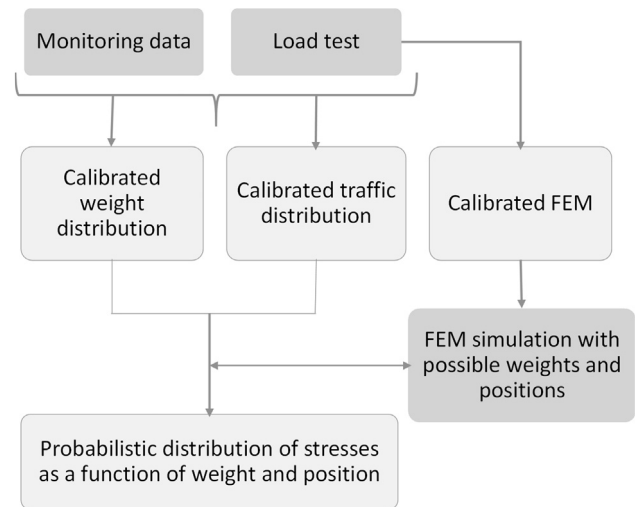 Monitoring data
Load test
Calibrated
weight
distribution
Calibrated traffic
distribution
Calibrated FEM
FEM simulation with
possible weights and
positions
Probabilistic distribution of stresses
as a function of weight and position